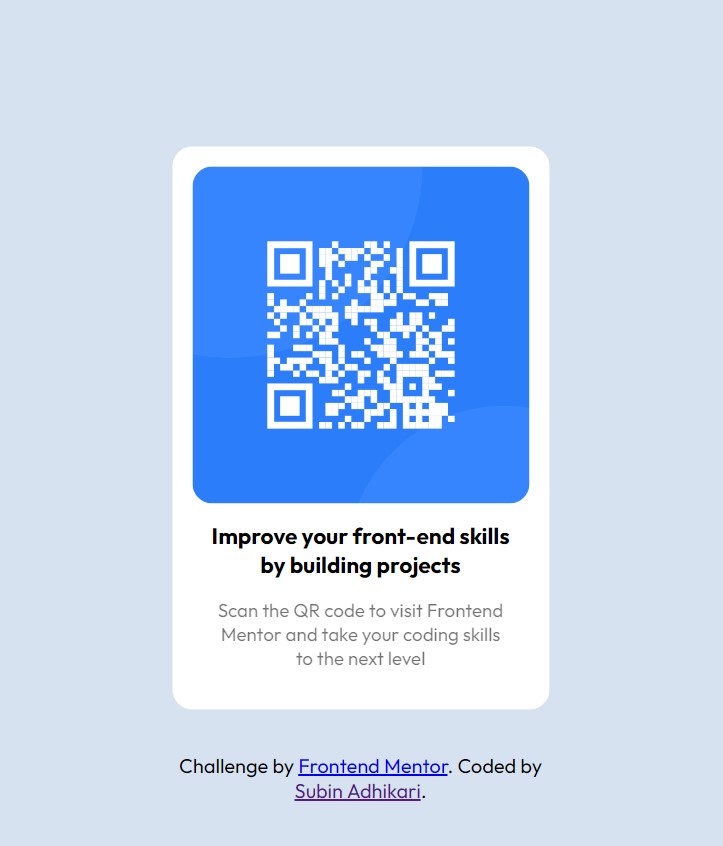 Improve your front-end skills
by building projects
Scan the QR code to visit Frontend
Mentor and take your coding skills
to the next level
Challenge by Frontend Mentor. Coded by
Subin Adhikari.